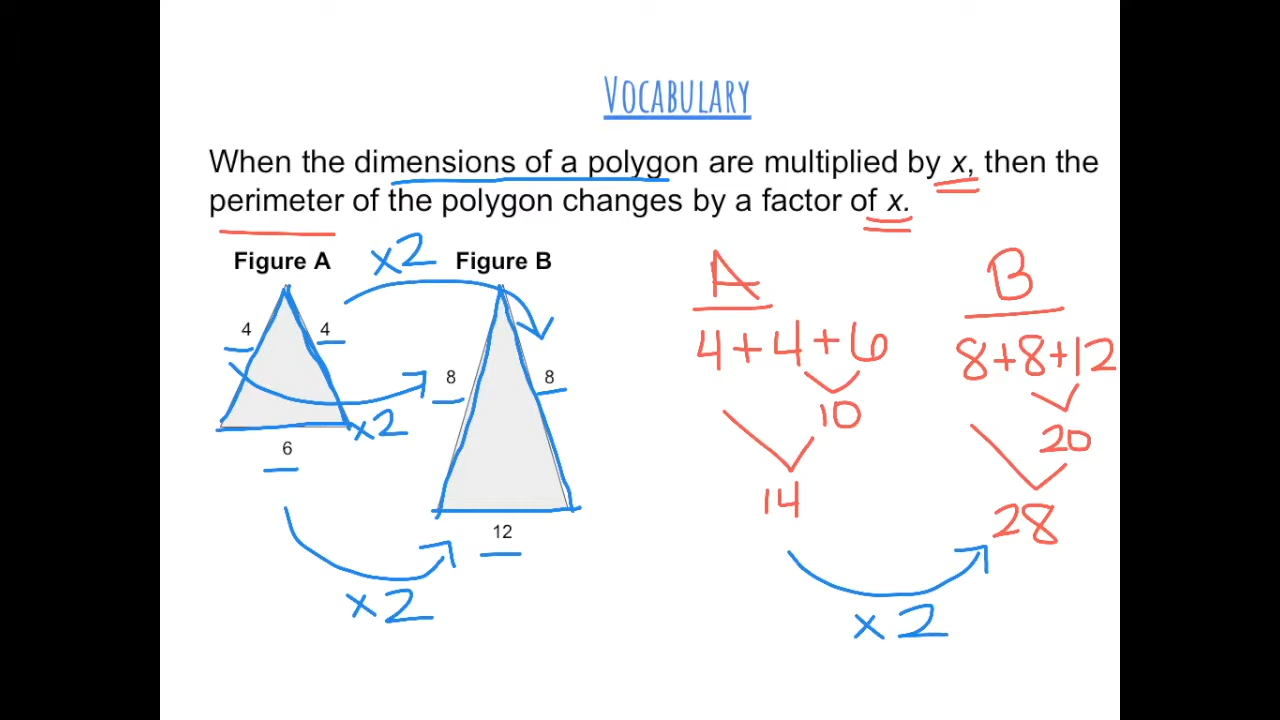 VOCABULARY
When the dimensions of a polygon are multiplied by x, then the
perimeter of the polygon changes by a factor of x.
Figure A
x2
Figure B
4
4
6
x2
x2
8
8
12
A
4+4+6
10
14
B
8+8+12
20
28
x2